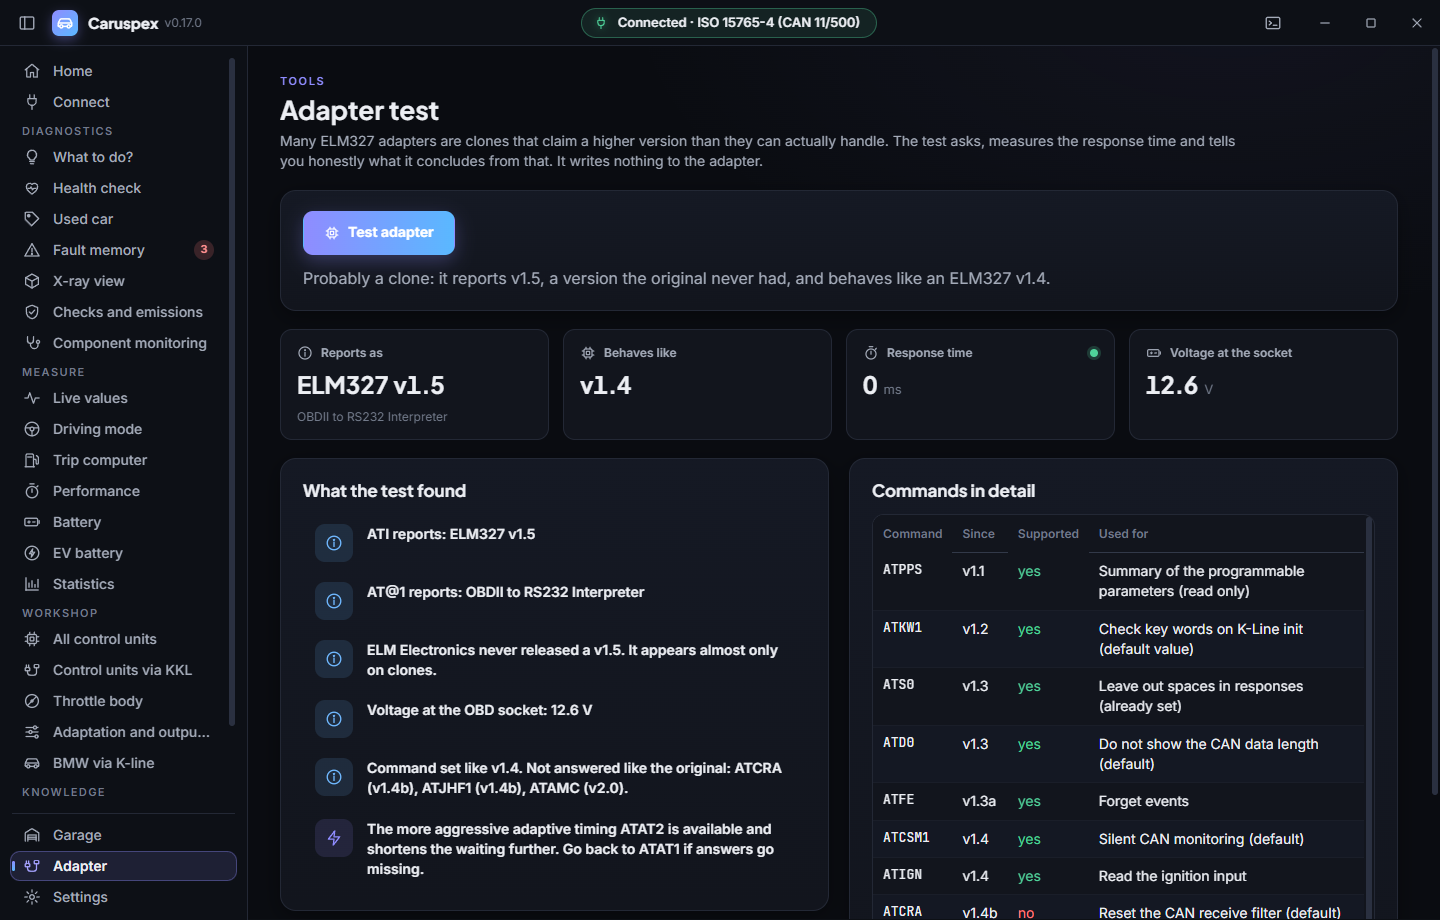 Caruspex v0.17.0
Connected · ISO 15765-4 (CAN 11/500)
Home
Connect
DIAGNOSTICS
What to do?
Health check
Used car
Fault memory 3
X-ray view
Checks and emissions
Component monitoring
MEASURE
Live values
Driving mode
Trip computer
Performance
Battery
EV battery
Statistics
WORKSHOP
All control units
Control units via KKL
Throttle body
Adaptation and outpu...
BMW via K-line
KNOWLEDGE
Garage
Adapter
Settings
TOOLS
Adapter test
Many ELM327 adapters are clones that claim a higher version than they can actually handle. The test asks, measures the response time and tells
you honestly what it concludes from that. It writes nothing to the adapter.
Test adapter
Probably a clone: it reports v1.5, a version the original never had, and behaves like an ELM327 v1.4.
Reports as
ELM327 v1.5
OBDII to RS232 Interpreter
Behaves like
v1.4
Response time
0 ms
Voltage at the socket
12.6 V
What the test found
ATI reports: ELM327 v1.5
AT@1 reports: OBDII to RS232 Interpreter
ELM Electronics never released a v1.5. It appears almost only
on clones.
Voltage at the OBD socket: 12.6 V
Command set like v1.4. Not answered like the original: ATCRA
(v1.4b), ATJHF1 (v1.4b), ATAMC (v2.0).
The more aggressive adaptive timing ATAT2 is available and
shortens the waiting further. Go back to ATAT1 if answers go
missing.
Commands in detail
Command Since Supported Used for
ATPPS v1.1 yes Summary of the programmable
parameters (read only)
ATKW1 v1.2 yes Check key words on K-Line init
(default value)
ATS0 v1.3 yes Leave out spaces in responses
(already set)
ATD0 v1.3 yes Do not show the CAN data length
(default)
ATFE v1.3a yes Forget events
ATCSM1 v1.4 yes Silent CAN monitoring (default)
ATIGN v1.4 yes Read the ignition input
ATCRA v1.4b no Reset the CAN receive filter (default)